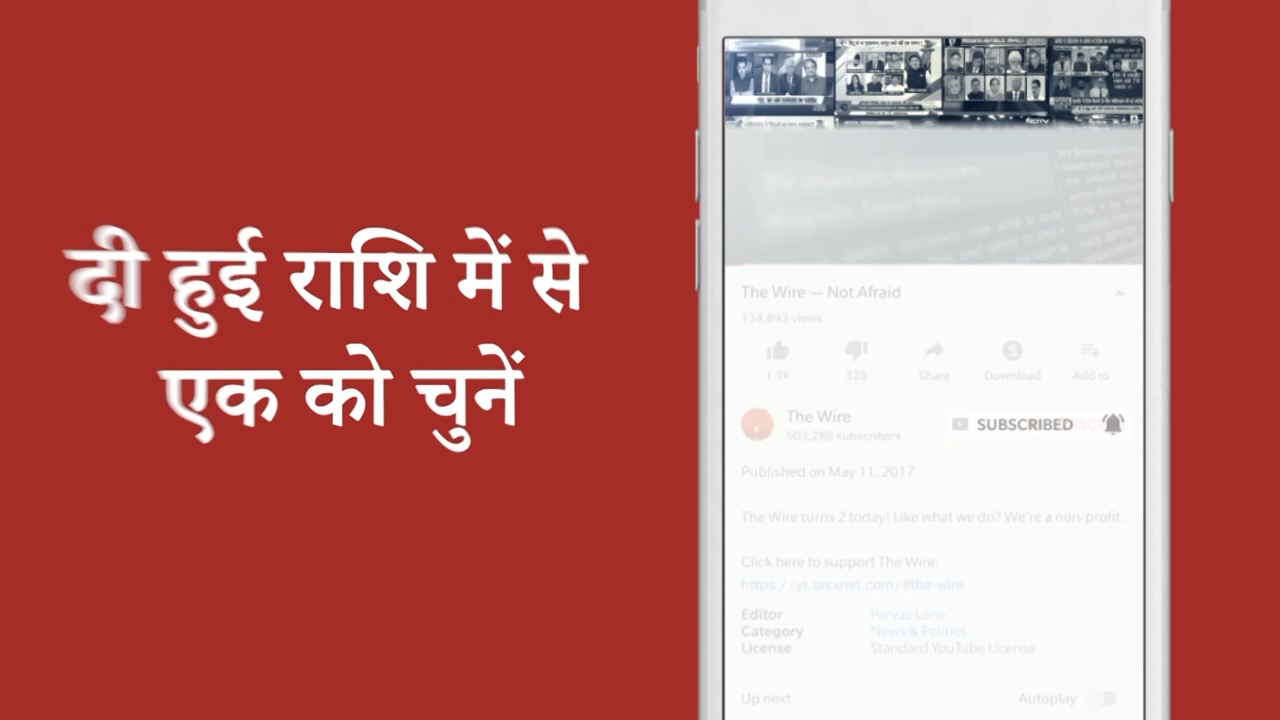 दी हुई राशि में से
एक को चुनें
The Wire — Not Afraid
134,893 views
1.9K
326
Share
Download
Add to
The Wire
503,288 subscribers
SUBSCRIBED
Published on May 11, 2017
The Wire turns 2 today! Like what we do? We're a non-profit.
Click here to support The Wire:
https://yt.orcsnet.com/#the-wire
Editor Parvaz Lone
Category News & Politics
License Standard YouTube License
Up next Autoplay